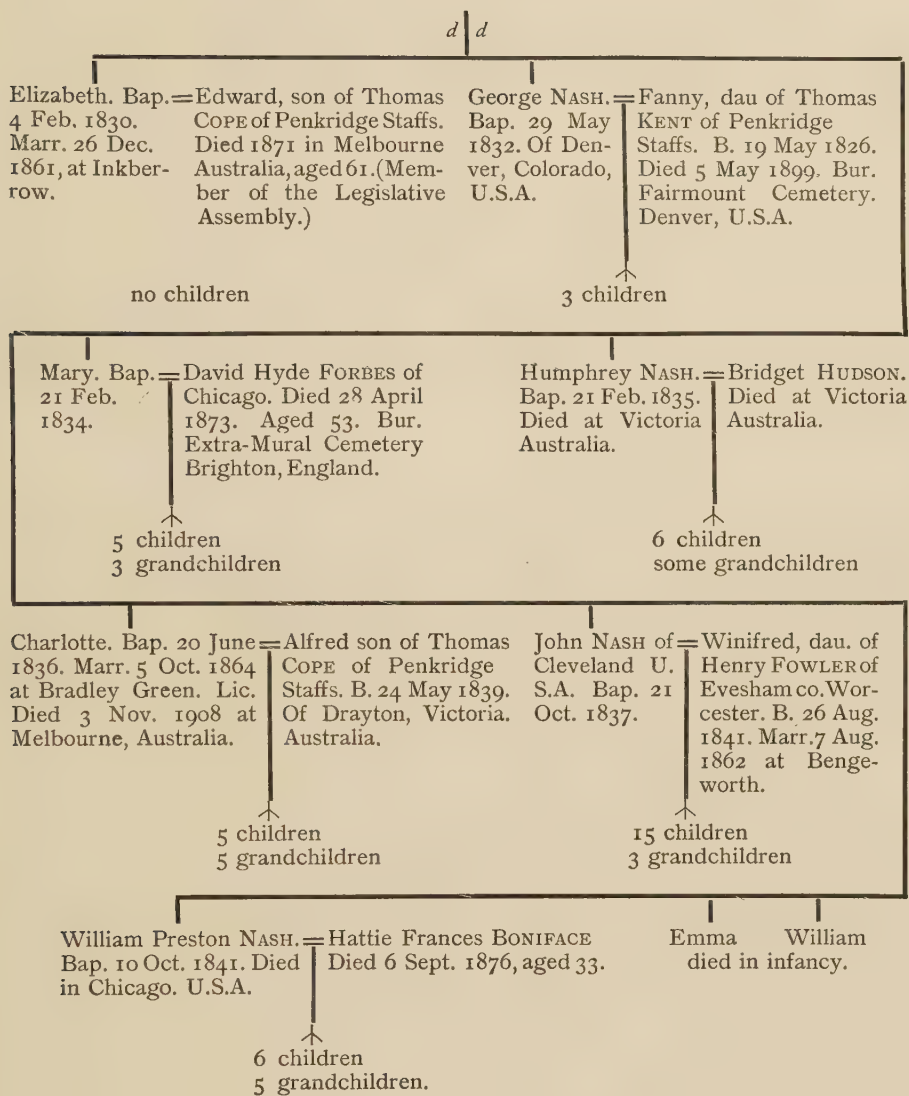 d d
Elizabeth. Bap.
4 Feb. 1830.
Marr. 26 Dec.
1861, at Inkber-
row.
=
Edward, son of Thomas
COPE of Penkridge Staffs.
Died 1871 in Melbourne
Australia, aged 61. (Mem-
ber of the Legislative
Assembly.)
no children
George NASH.
Bap. 29 May
1832. Of Den-
ver, Colorado,
U.S.A.
=
Fanny, dau of Thomas
KENT of Penkridge
Staffs. B. 19 May 1826.
Died 5 May 1899. Bur.
Fairmount Cemetery.
Denver, U.S.A.
3 children
Mary. Bap.
21 Feb.
1834.
=
David Hyde FORBES of
Chicago. Died 28 April
1873. Aged 53. Bur.
Extra-Mural Cemetery
Brighton, England.
5 children
3 grandchildren
Humphrey NASH.
Bap. 21 Feb. 1835.
Died at Victoria
Australia.
=
Bridget HUDSON.
Died at Victoria
Australia.
6 children
some grandchildren
Charlotte. Bap. 20 June
1836. Marr. 5 Oct. 1864
at Bradley Green. Lic.
Died 3 Nov. 1908 at
Melbourne, Australia.
=
Alfred son of Thomas
COPE of Penkridge
Staffs. B. 24 May 1839.
Of Drayton, Victoria.
Australia.
5 children
5 grandchildren
John NASH of
Cleveland U.
S.A. Bap. 21
Oct. 1837.
=
Winifred, dau. of
Henry FOWLER of
Evesham co. Wor-
cester. B. 26 Aug.
1841. Marr. 7 Aug.
1862 at Benge-
worth.
15 children
3 grandchildren
William Preston NASH.
Bap. 10 Oct. 1841. Died
in Chicago. U.S.A.
=
Hattie Frances BONIFACE
Died 6 Sept. 1876, aged 33.
6 children
5 grandchildren.
Emma William
died in infancy.